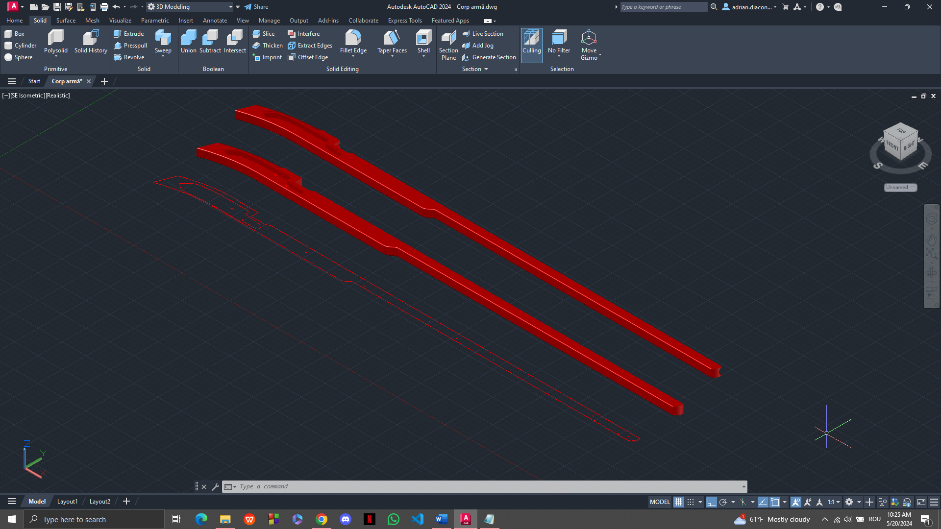 3D Modeling
Share
Autodesk AutoCAD 2024 Corp armă.dwg
Type a keyword or phrase
adrian.diacon...
Home Solid Surface Mesh Visualize Parametric Insert Annotate View Manage Output Add-ins Collaborate Express Tools Featured Apps
Box
Cylinder
Sphere
Polysolid
Solid History
Primitive
Extrude
Presspull
Revolve
Sweep
Solid
Union
Subtract
Intersect
Boolean
Slice
Thicken
Imprint
Interfere
Extract Edges
Offset Edge
Fillet Edge
Taper Faces
Shell
Solid Editing
Section Plane
Live Section
Add Jog
Generate Section
Section
Culling
No Filter
Move Gizmo
Selection
Start
Corp armă*
[−][SE Isometric][Realistic]
TOP
FRONT
RIGHT
S
E
Unnamed
Z
Y
Type a command
Model Layout1 Layout2
MODEL
1:1
Type here to search
61°F Mostly cloudy
ROU
10:25 AM
5/20/2024